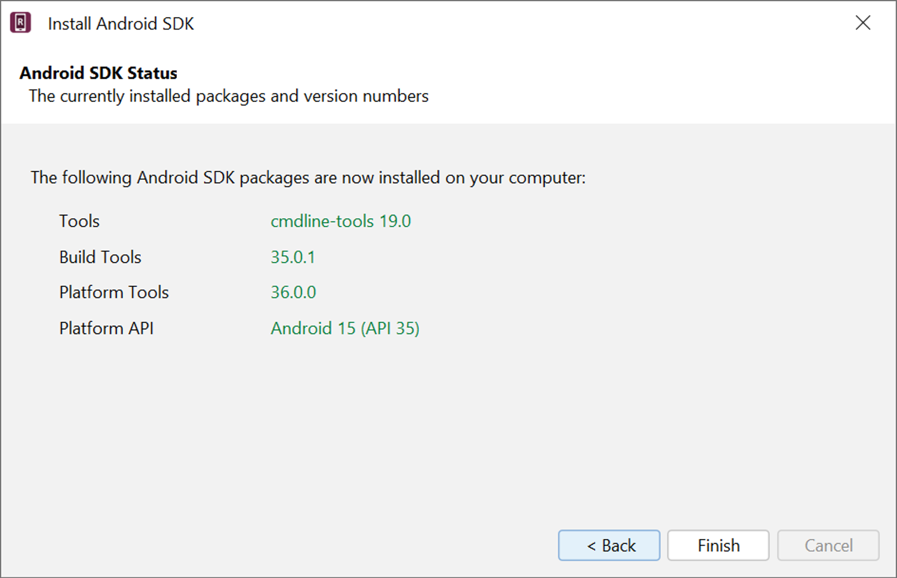 Install Android SDK
Android SDK Status
The currently installed packages and version numbers
The following Android SDK packages are now installed on your computer:
Tools cmdline-tools 19.0
Build Tools 35.0.1
Platform Tools 36.0.0
Platform API Android 15 (API 35)
< Back Finish Cancel